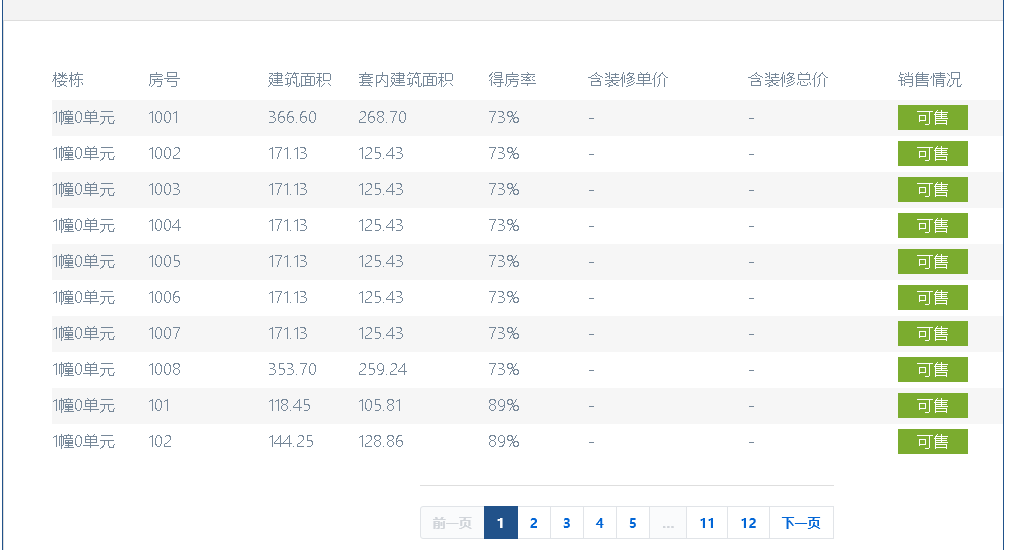 楼栋 房号 建筑面积 套内建筑面积 得房率 含装修单价 含装修总价 销售情况
1幢0单元 1001 366.60 268.70 73% - - 可售
1幢0单元 1002 171.13 125.43 73% - - 可售
1幢0单元 1003 171.13 125.43 73% - - 可售
1幢0单元 1004 171.13 125.43 73% - - 可售
1幢0单元 1005 171.13 125.43 73% - - 可售
1幢0单元 1006 171.13 125.43 73% - - 可售
1幢0单元 1007 171.13 125.43 73% - - 可售
1幢0单元 1008 353.70 259.24 73% - - 可售
1幢0单元 101 118.45 105.81 89% - - 可售
1幢0单元 102 144.25 128.86 89% - - 可售
前一页 1 2 3 4 5 ... 11 12 下一页